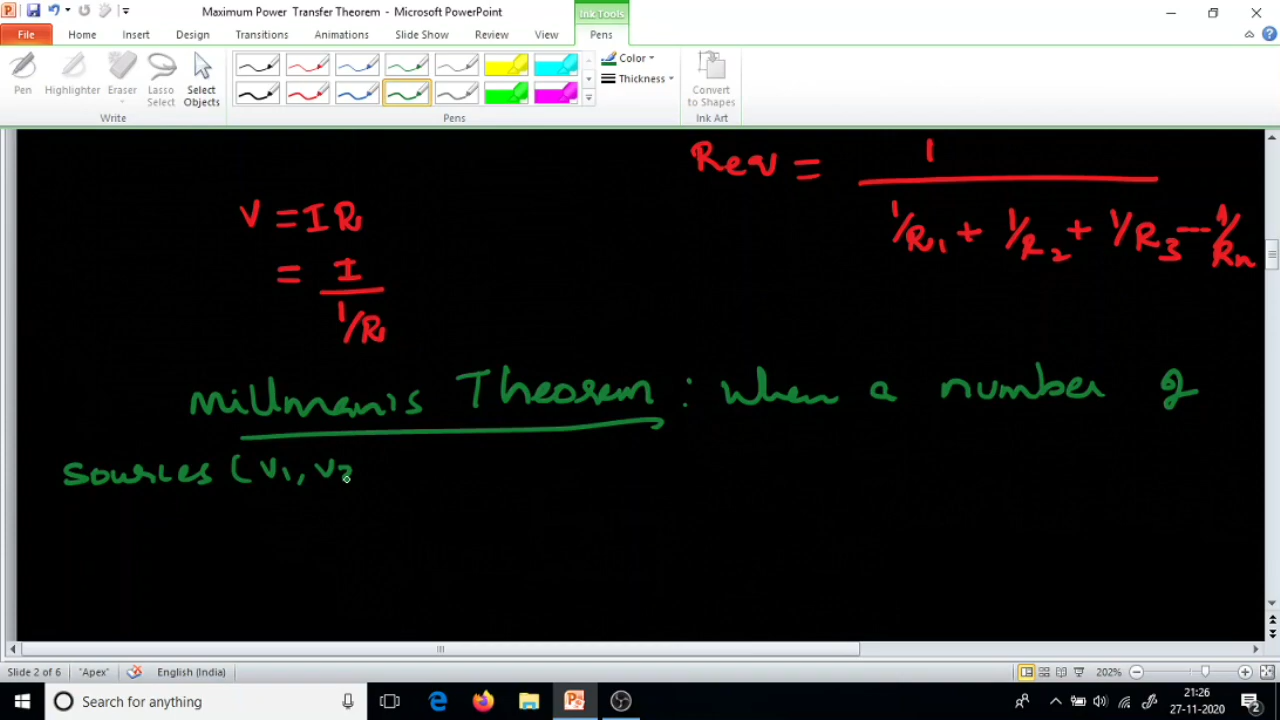 Maximum Power Transfer Theorem - Microsoft PowerPoint
Ink Tools
File Home Insert Design Transitions Animations Slide Show Review View Pens
Pen Highlighter Eraser Lasso Select Select Objects
Color
Thickness
Convert to Shapes
Write Pens Ink Art
Req = 1
1/R1 + 1/R2 + 1/R3 --- 1/Rn
V = IR
= I
1/R
Millman's Theorem : When a number of
sources (V1, V2
Slide 2 of 6 "Apex" English (India) 202%
Search for anything
21:26
27-11-2020
2